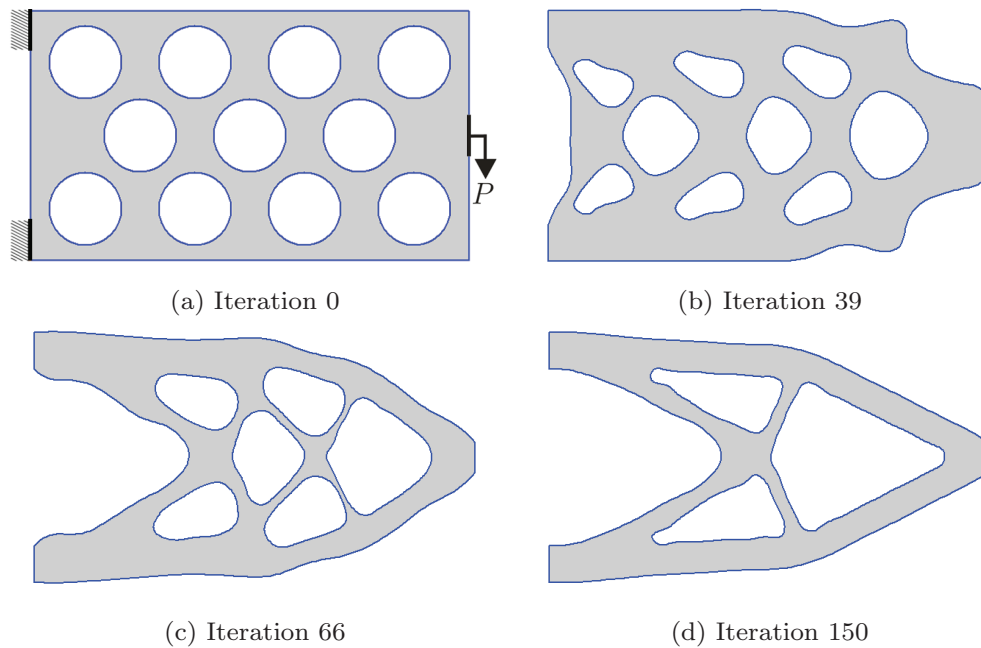 P
(a) Iteration 0
(b) Iteration 39
(c) Iteration 66
(d) Iteration 150